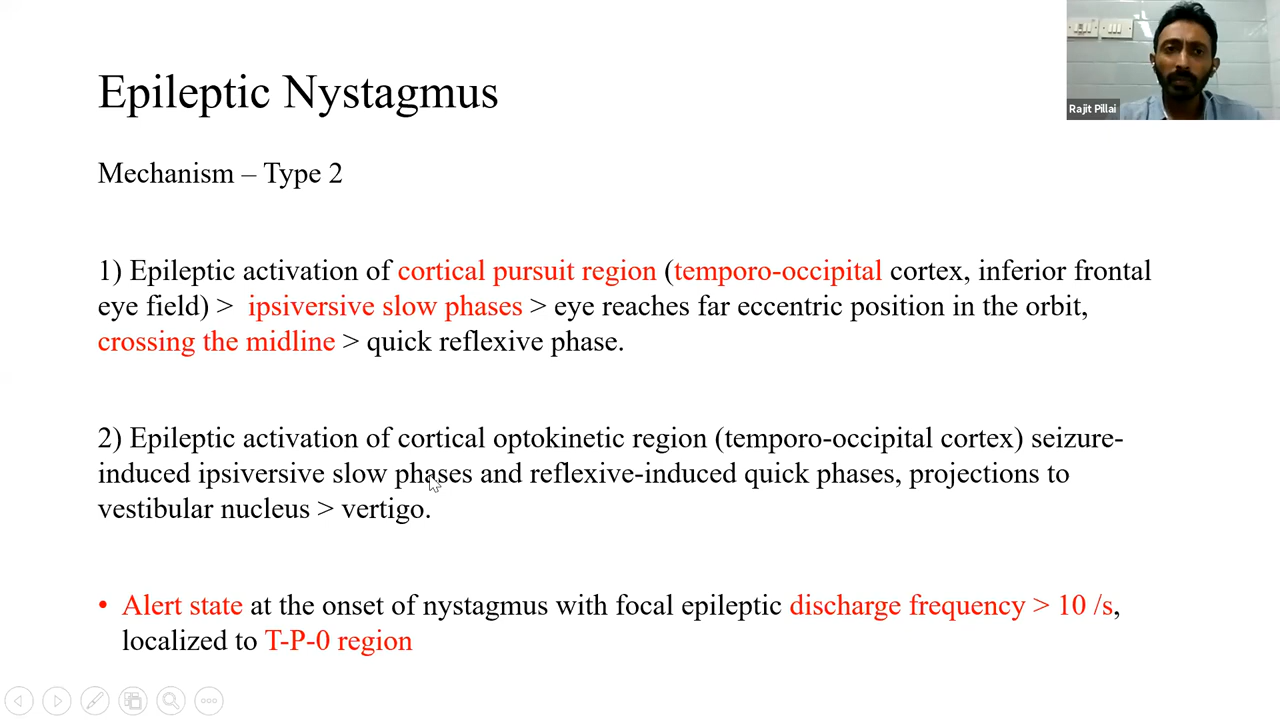 Epileptic Nystagmus
Rajit Pillai
Mechanism – Type 2
1) Epileptic activation of cortical pursuit region (temporo-occipital cortex, inferior frontal
eye field) > ipsiversive slow phases > eye reaches far eccentric position in the orbit,
crossing the midline > quick reflexive phase.
2) Epileptic activation of cortical optokinetic region (temporo-occipital cortex) seizure-
induced ipsiversive slow phases and reflexive-induced quick phases, projections to
vestibular nucleus > vertigo.
• Alert state at the onset of nystagmus with focal epileptic discharge frequency > 10 /s,
localized to T-P-0 region